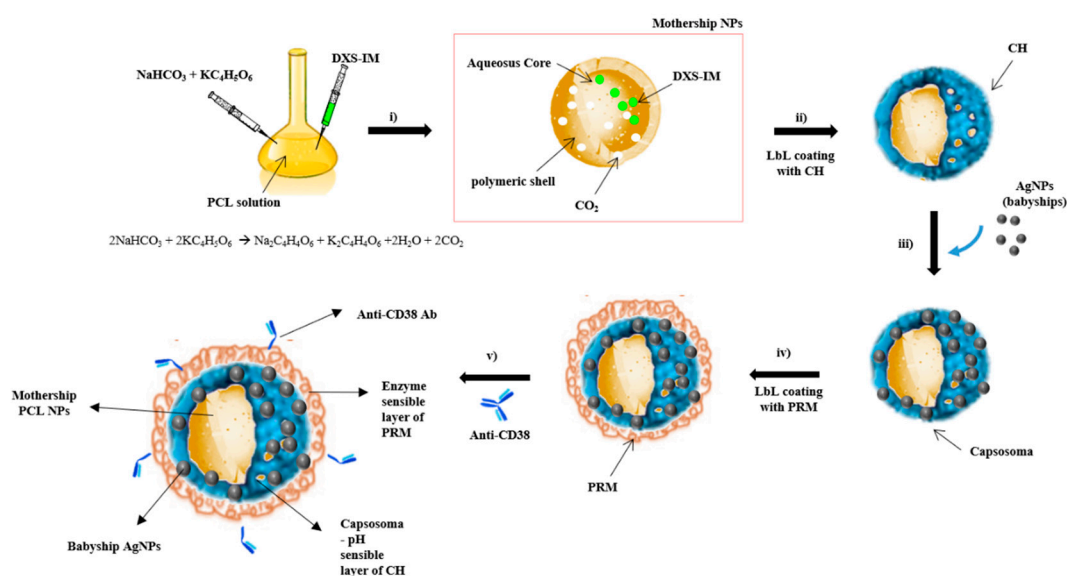 Mothership NPs
NaHCO₃ + KC₄H₅O₆
DXS-IM
PCL solution
i)
Aqueosus Core
DXS-IM
polymeric shell
CO₂
ii)
LbL coating
with CH
CH
2NaHCO₃ + 2KC₄H₅O₆ → Na₂C₄H₄O₆ + K₂C₄H₄O₆ +2H₂O + 2CO₂
AgNPs
(babyships)
iii)
Capsosoma
iv)
LbL coating
with PRM
PRM
v)
Anti-CD38
Anti-CD38 Ab
Enzyme
sensible
layer of
PRM
Mothership
PCL NPs
Babyship AgNPs
Capsosoma
- pH
sensible
layer of CH